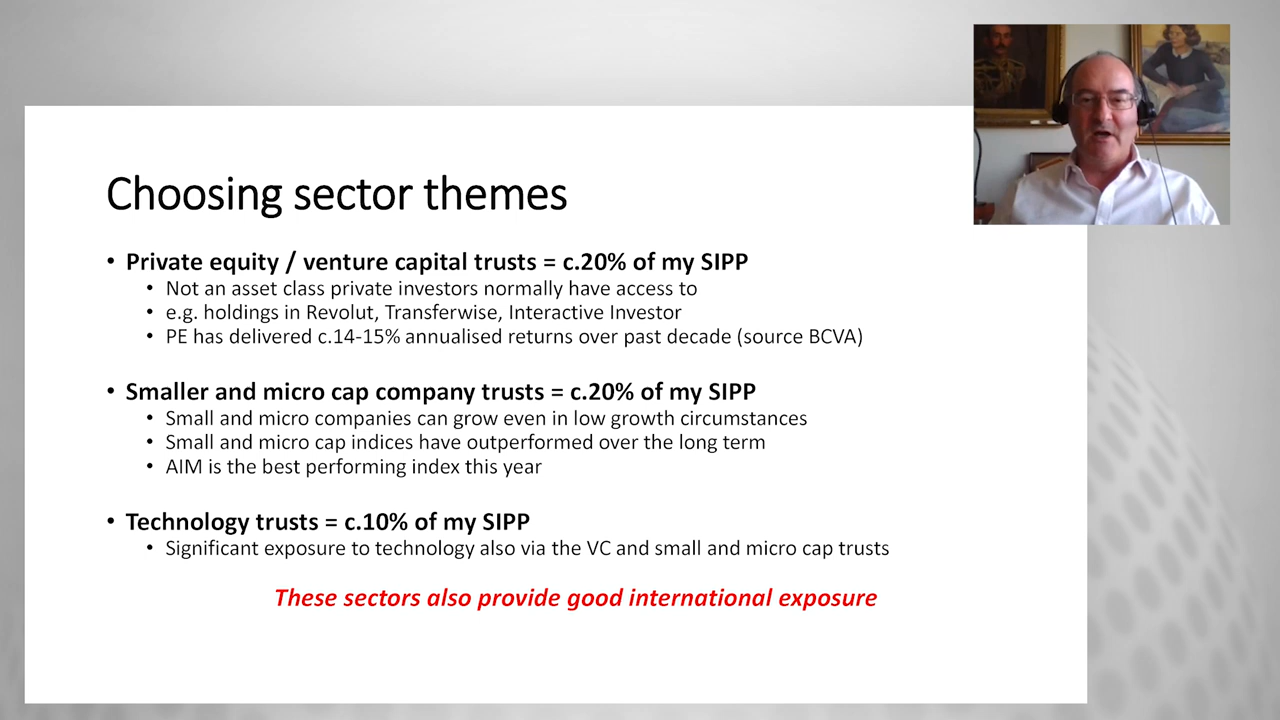 Choosing sector themes
• Private equity / venture capital trusts = c.20% of my SIPP
• Not an asset class private investors normally have access to
• e.g. holdings in Revolut, Transferwise, Interactive Investor
• PE has delivered c.14-15% annualised returns over past decade (source BCVA)
• Smaller and micro cap company trusts = c.20% of my SIPP
• Small and micro companies can grow even in low growth circumstances
• Small and micro cap indices have outperformed over the long term
• AIM is the best performing index this year
• Technology trusts = c.10% of my SIPP
• Significant exposure to technology also via the VC and small and micro cap trusts
These sectors also provide good international exposure